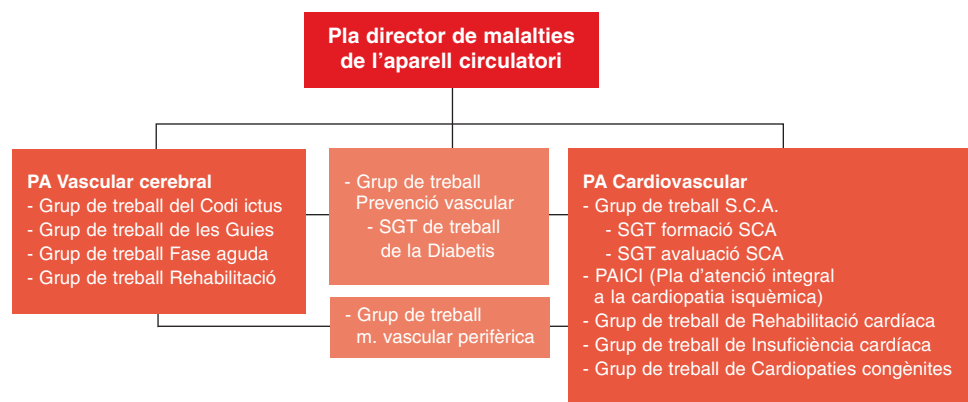 Pla director de malalties
de l'aparell circulatori
PA Vascular cerebral
- Grup de treball del Codi ictus
- Grup de treball de les Guies
- Grup de treball Fase aguda
- Grup de treball Rehabilitació
- Grup de treball
Prevenció vascular
- SGT de treball
de la Diabetis
- Grup de treball
m. vascular perifèrica
PA Cardiovascular
- Grup de treball S.C.A.
- SGT formació SCA
- SGT avaluació SCA
- PAICI (Pla d'atenció integral
a la cardiopatia isquèmica)
- Grup de treball de Rehabilitació cardíaca
- Grup de treball de Insuficiència cardíaca
- Grup de treball de Cardiopaties congènites